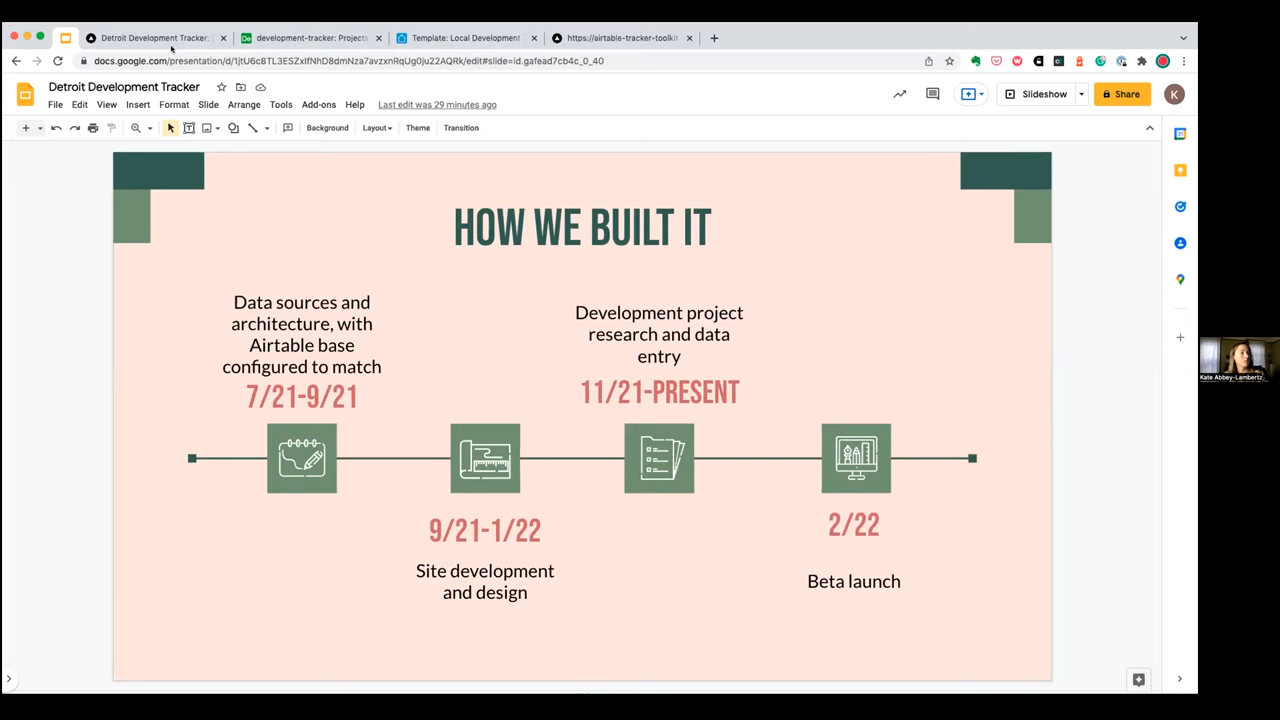 Detroit Development Tracker:
development-tracker: Projects
Template: Local Development
https://airtable-tracker-toolkit
docs.google.com/presentation/d/1jtU6c8TL3ESZxIfNhD8dmNza7avzxnRqUg0ju22AQRk/edit#slide=id.gafead7cb4c_0_40
Detroit Development Tracker
File Edit View Insert Format Slide Arrange Tools Add-ons Help Last edit was 29 minutes ago
Slideshow
Share
K
Background Layout Theme Transition
HOW WE BUILT IT
Data sources and
architecture, with
Airtable base
configured to match
7/21-9/21
Development project
research and data
entry
11/21-PRESENT
9/21-1/22
Site development
and design
2/22
Beta launch
Kate Abbey-Lambertz